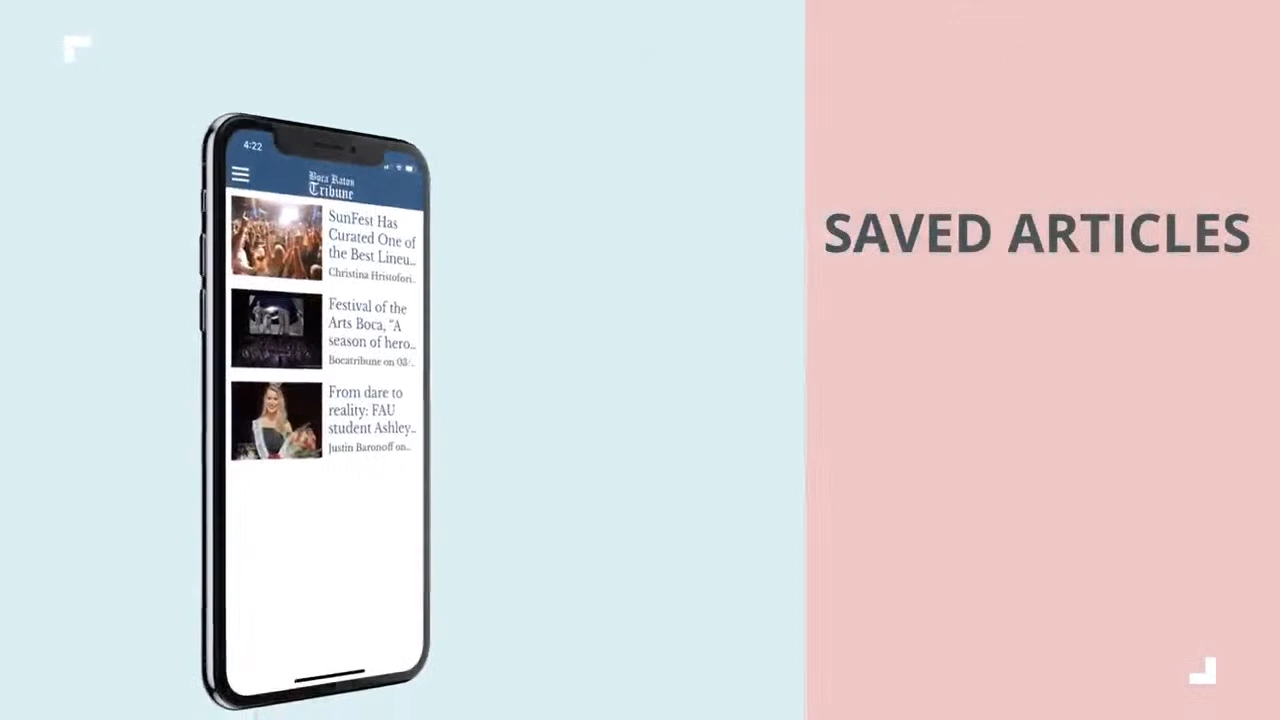 4:22
Boca Raton
Tribune
SunFest Has
Curated One of
the Best Lineu...
Christina Hristofori...
Festival of the
Arts Boca, “A
season of hero...
Bocatribune on 03/...
From dare to
reality: FAU
student Ashley...
Justin Baronoff on...
SAVED ARTICLES